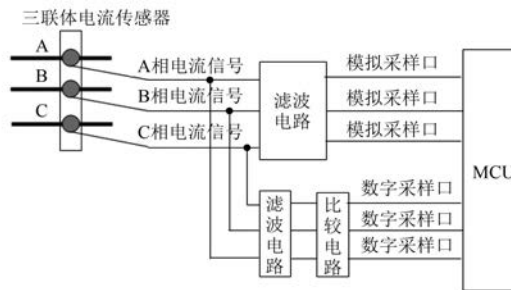 三联体电流传感器
A
A相电流信号
模拟采样口
B
B相电流信号
模拟采样口
C
C相电流信号
模拟采样口
滤波
电路
MCU
数字采样口
数字采样口
数字采样口
滤
波
电
路
比
较
电
路